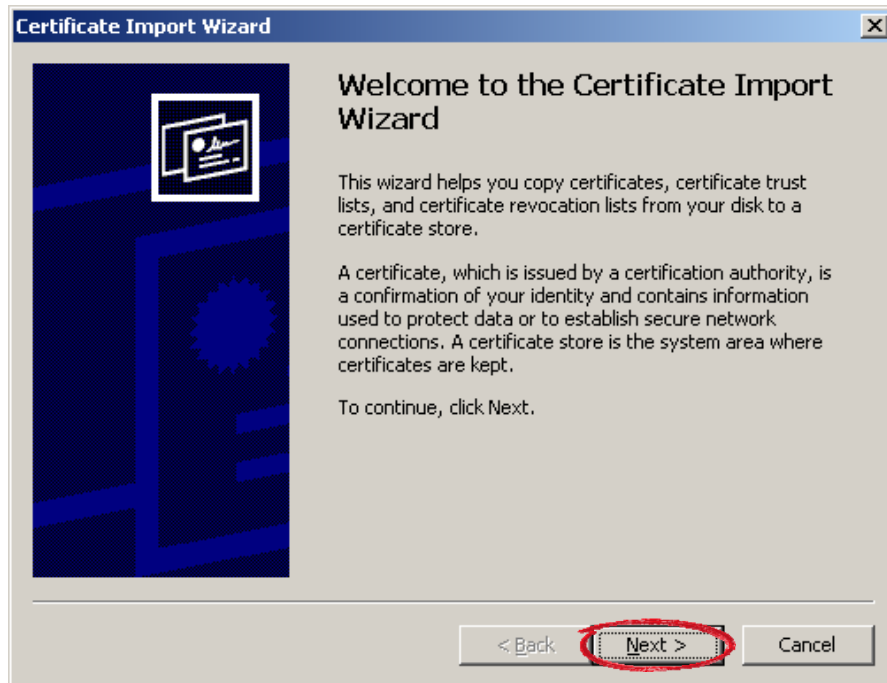 Certificate Import Wizard
Welcome to the Certificate Import
Wizard
This wizard helps you copy certificates, certificate trust
lists, and certificate revocation lists from your disk to a
certificate store.
A certificate, which is issued by a certification authority, is
a confirmation of your identity and contains information
used to protect data or to establish secure network
connections. A certificate store is the system area where
certificates are kept.
To continue, click Next.
< Back Next > Cancel